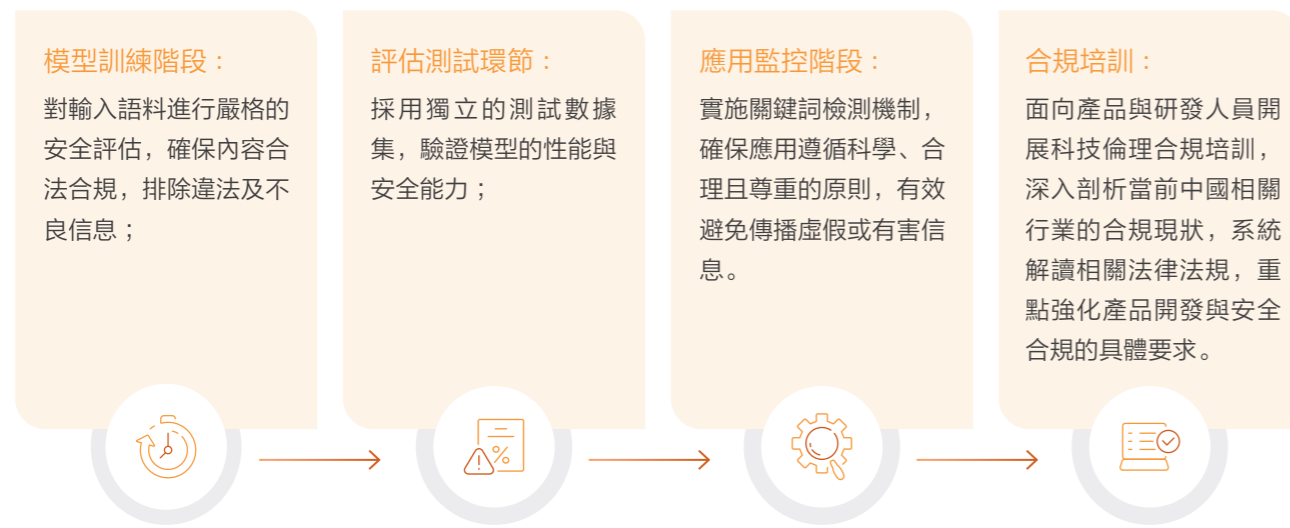 模型訓練階段：
對輸入語料進行嚴格的
安全評估，確保內容合
法合規，排除違法及不
良信息；
評估測試環節：
採用獨立的測試數據
集，驗證模型的性能與
安全能力；
應用監控階段：
實施關鍵詞檢測機制，
確保應用遵循科學、合
理且尊重的原則，有效
避免傳播虛假或有害信
息。
合規培訓：
面向產品與研發人員開
展科技倫理合規培訓，
深入剖析當前中國相關
行業的合規現狀，系統
解讀相關法律法規，重
點強化產品開發與安全
合規的具體要求。
%